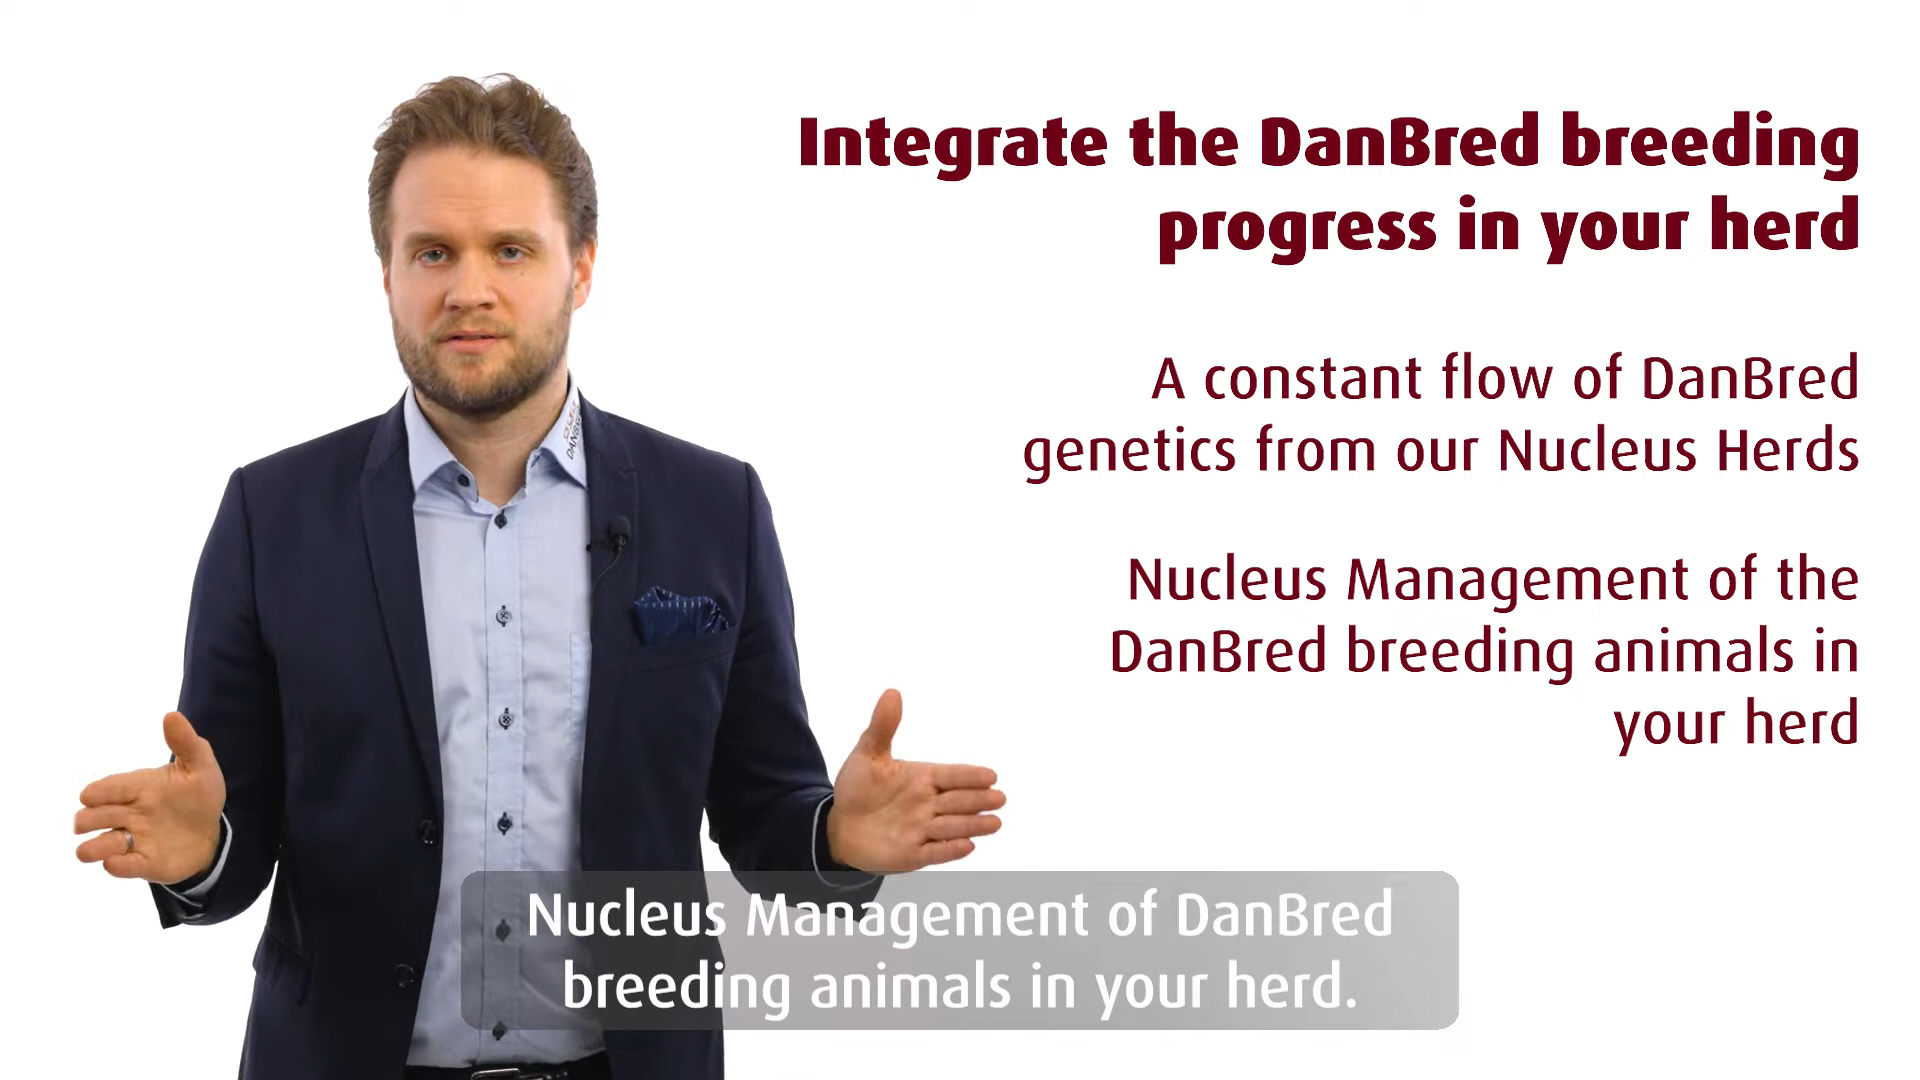 Integrate the DanBred breeding
progress in your herd
A constant flow of DanBred
genetics from our Nucleus Herds
Nucleus Management of the
DanBred breeding animals in
your herd
DANBRED
Nucleus Management of DanBred
breeding animals in your herd.